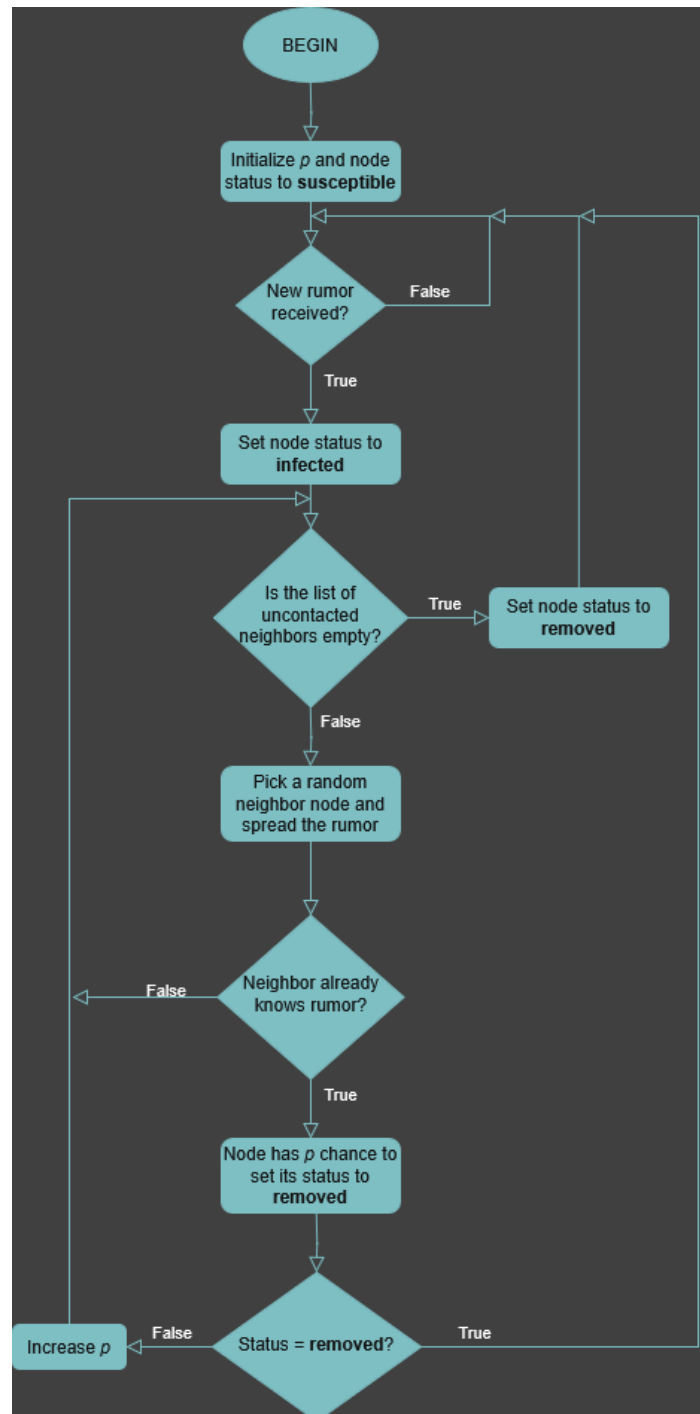 BEGIN
Initialize p and node
status to susceptible
New rumor
received?
False
True
Set node status to
infected
Is the list of
uncontacted
neighbors empty?
True
Set node status to
removed
False
Pick a random
neighbor node and
spread the rumor
Neighbor already
knows rumor?
False
True
Node has p chance to
set its status to
removed
Status = removed?
False
True
Increase p